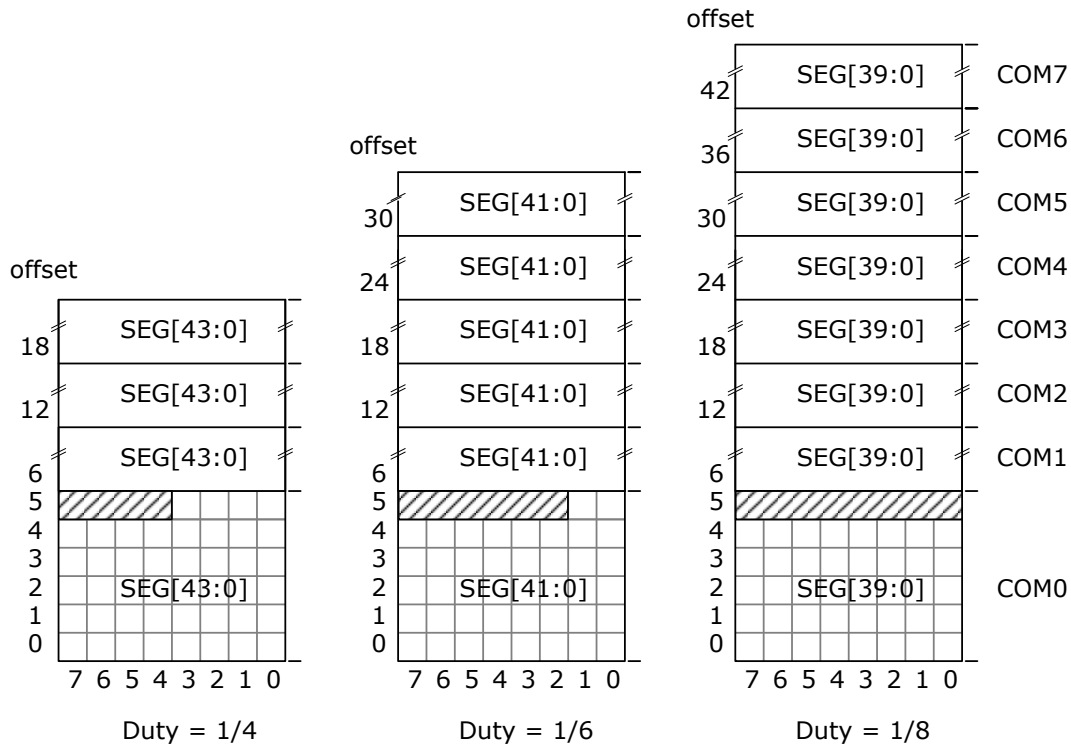 offset
42 SEG[39:0] COM7
36 SEG[39:0] COM6
offset
30 SEG[41:0] 30 SEG[39:0] COM5
24 SEG[41:0] 24 SEG[39:0] COM4
offset
18 SEG[43:0] 18 SEG[41:0] 18 SEG[39:0] COM3
12 SEG[43:0] 12 SEG[41:0] 12 SEG[39:0] COM2
6 SEG[43:0] 6 SEG[41:0] 6 SEG[39:0] COM1
5 5 5
4 4 4
3 3 3
2 SEG[43:0] 2 SEG[41:0] 2 SEG[39:0] COM0
1 1 1
0 0 0
7 6 5 4 3 2 1 0 7 6 5 4 3 2 1 0 7 6 5 4 3 2 1 0
Duty = 1/4 Duty = 1/6 Duty = 1/8